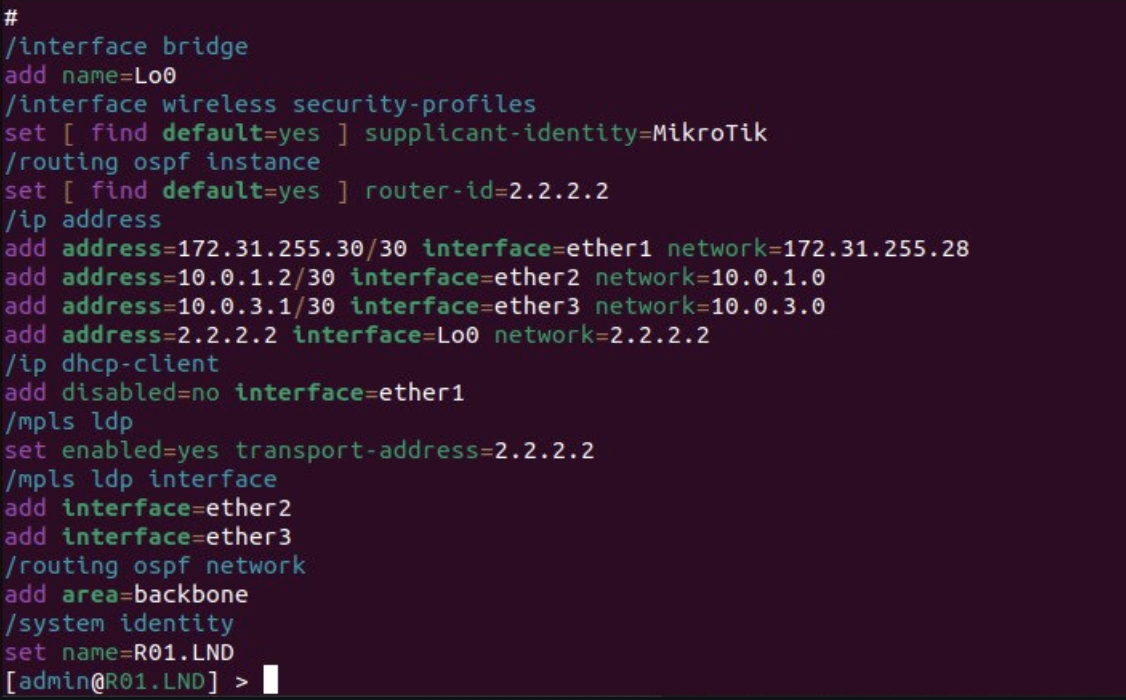 #
/interface bridge
add name=Lo0
/interface wireless security-profiles
set [ find default=yes ] supplicant-identity=MikroTik
/routing ospf instance
set [ find default=yes ] router-id=2.2.2.2
/ip address
add address=172.31.255.30/30 interface=ether1 network=172.31.255.28
add address=10.0.1.2/30 interface=ether2 network=10.0.1.0
add address=10.0.3.1/30 interface=ether3 network=10.0.3.0
add address=2.2.2.2 interface=Lo0 network=2.2.2.2
/ip dhcp-client
add disabled=no interface=ether1
/mpls ldp
set enabled=yes transport-address=2.2.2.2
/mpls ldp interface
add interface=ether2
add interface=ether3
/routing ospf network
add area=backbone
/system identity
set name=R01.LND
[admin@R01.LND] >